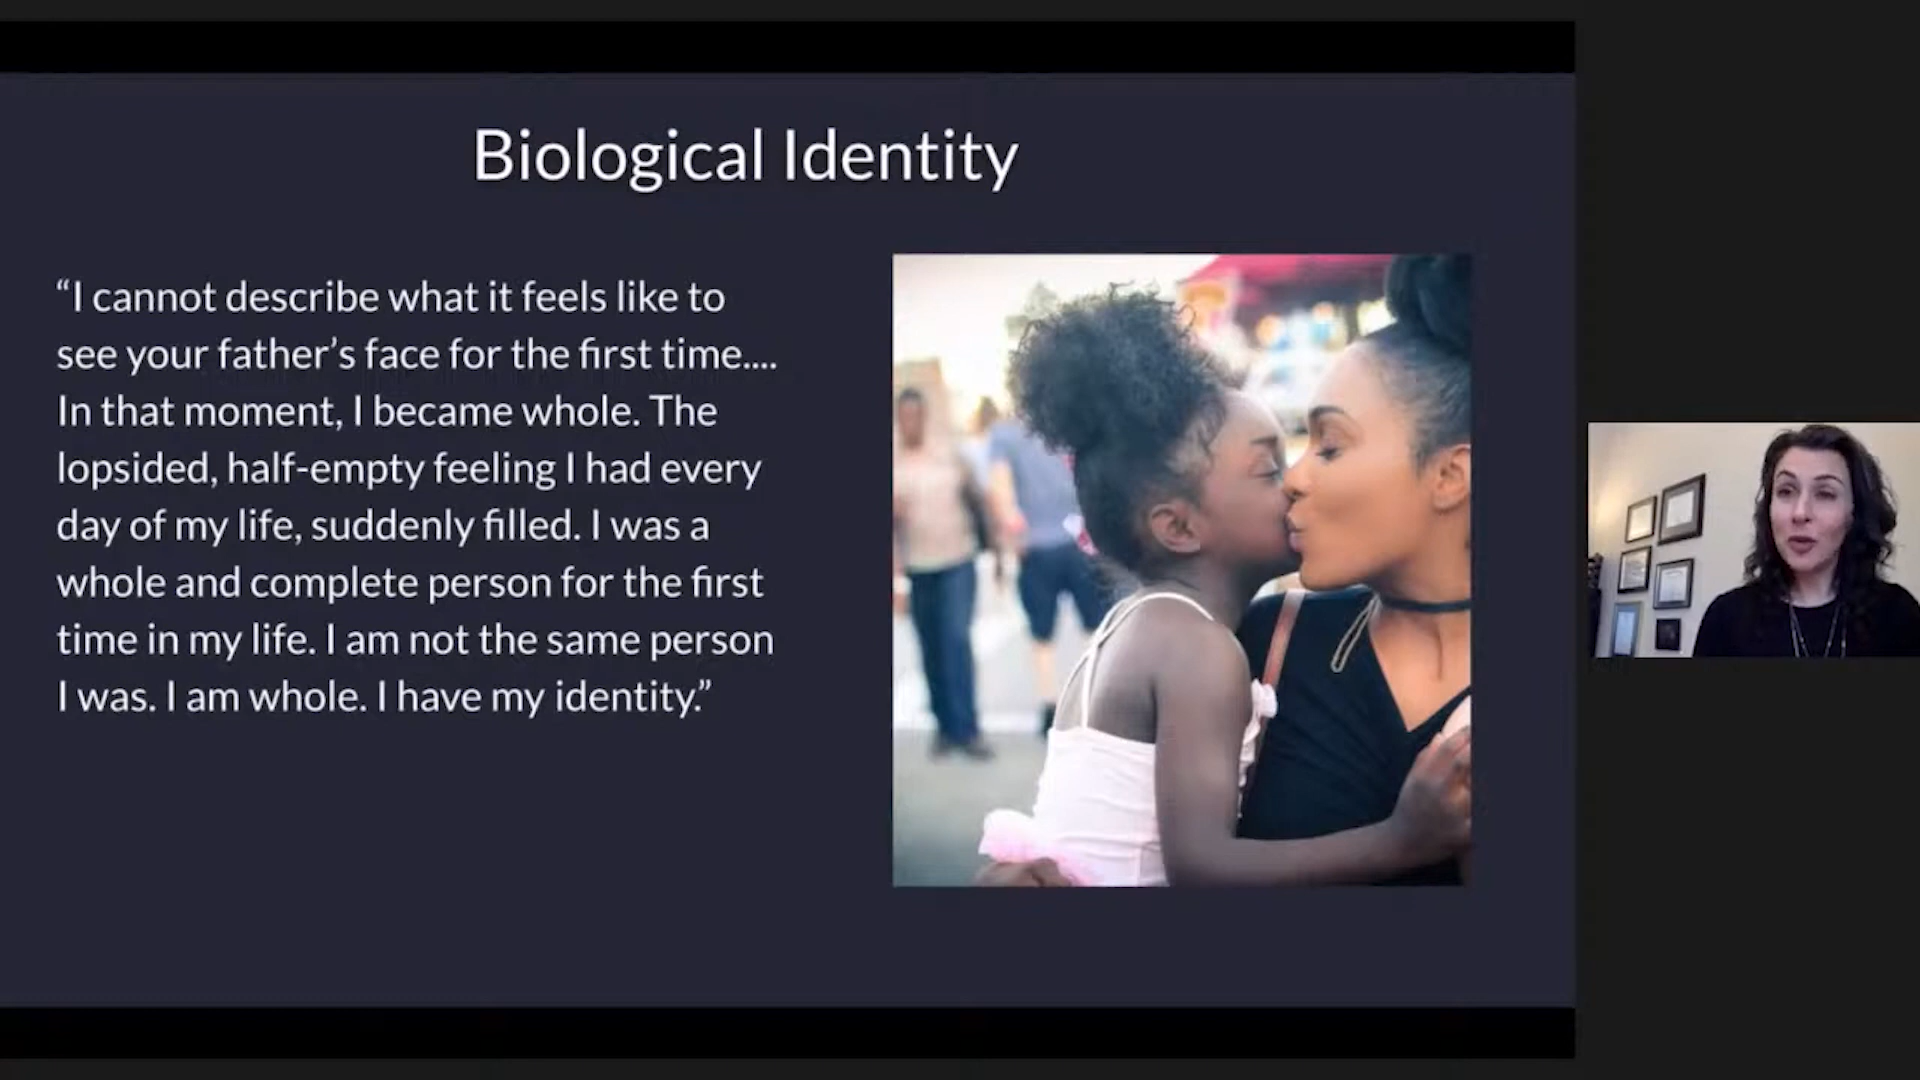 Biological Identity
“I cannot describe what it feels like to
see your father’s face for the first time....
In that moment, I became whole. The
lopsided, half-empty feeling I had every
day of my life, suddenly filled. I was a
whole and complete person for the first
time in my life. I am not the same person
I was. I am whole. I have my identity.”